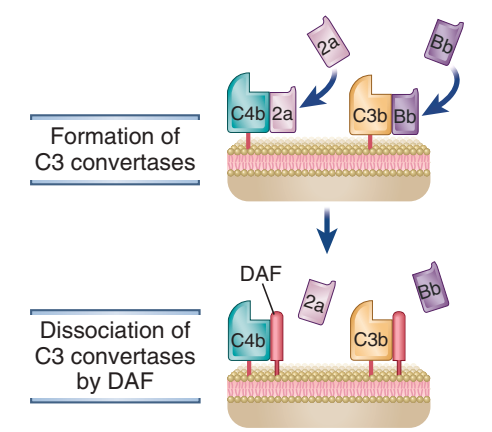 2a
Bb
C4b 2a
C3b Bb
Formation of
C3 convertases
DAF
2a
Bb
C4b
C3b
Dissociation of
C3 convertases
by DAF